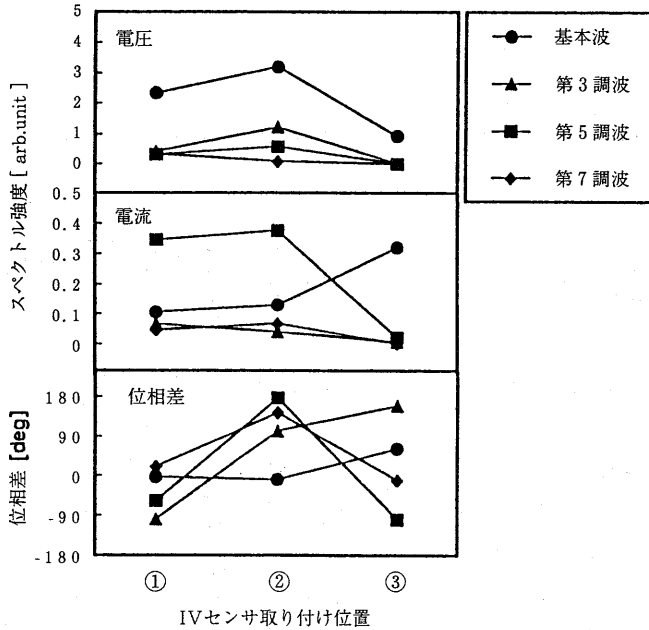 電圧
5
4
3
2
1
0
基本波
第3調波
第5調波
第7調波
スペクトル強度 [ arb.unit ]
電流
0.5
0.4
0.3
0.2
0.1
0
位相差
位相差 [deg]
180
90
0
-90
-180
① ② ③
IVセンサ取り付け位置